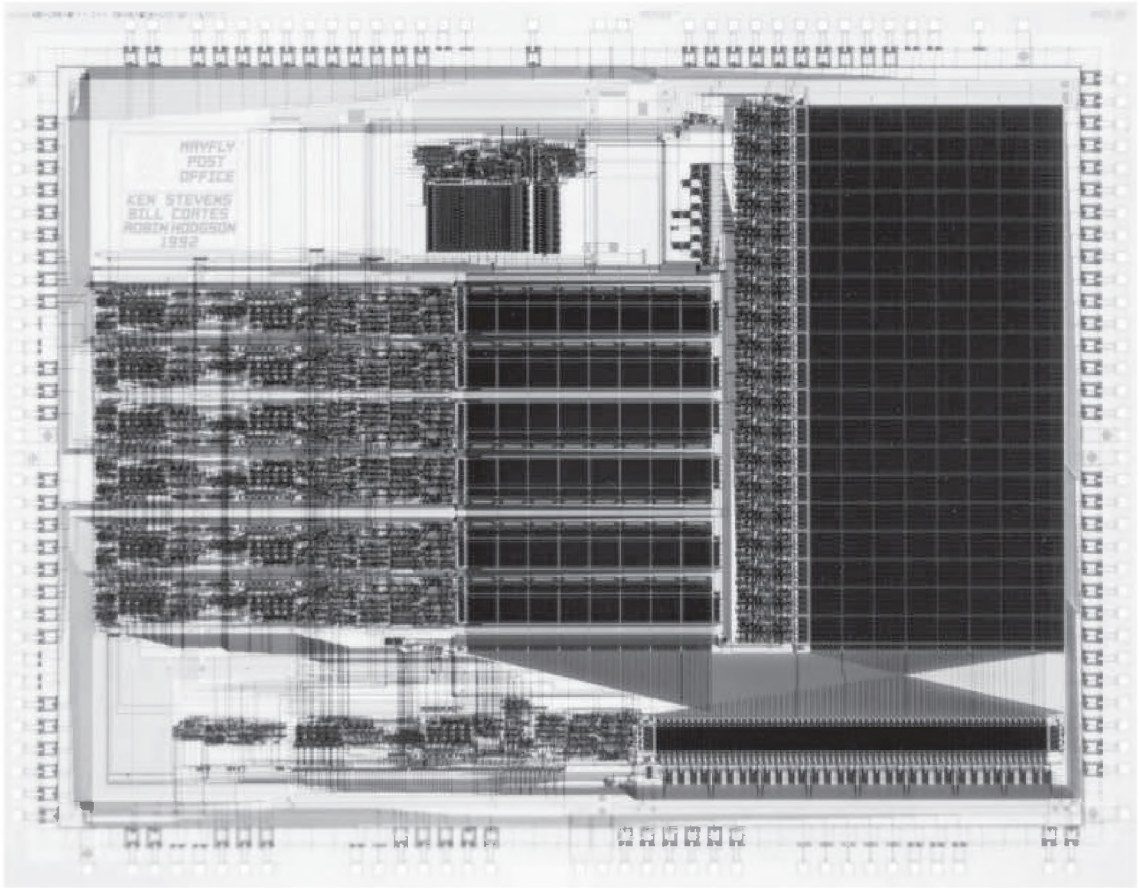 MAYFLY
POST
OFFICE
KEN STEVENS
BILL COATES
ROBIN HODGSON
1992